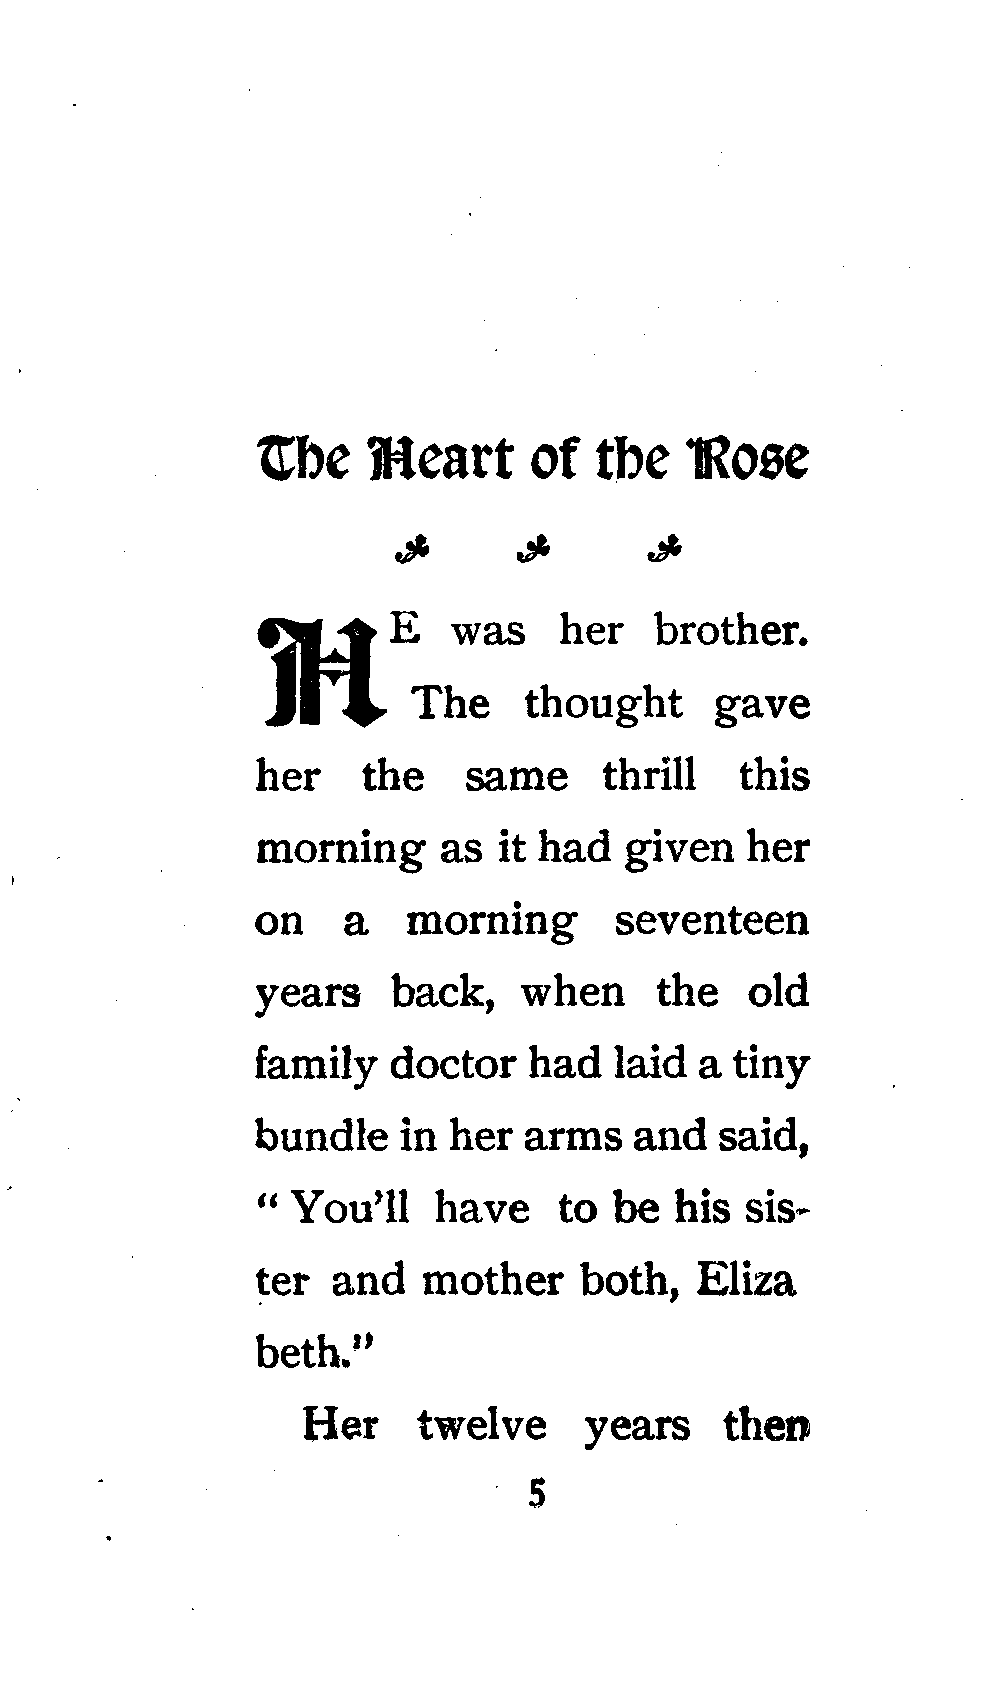 The Heart of the Rose
HE was her brother.
The thought gave
her the same thrill this
morning as it had given her
on a morning seventeen
years back, when the old
family doctor had laid a tiny
bundle in her arms and said,
“ You’ll have to be his sis-
ter and mother both, Eliza
beth.”
Her twelve years then
5